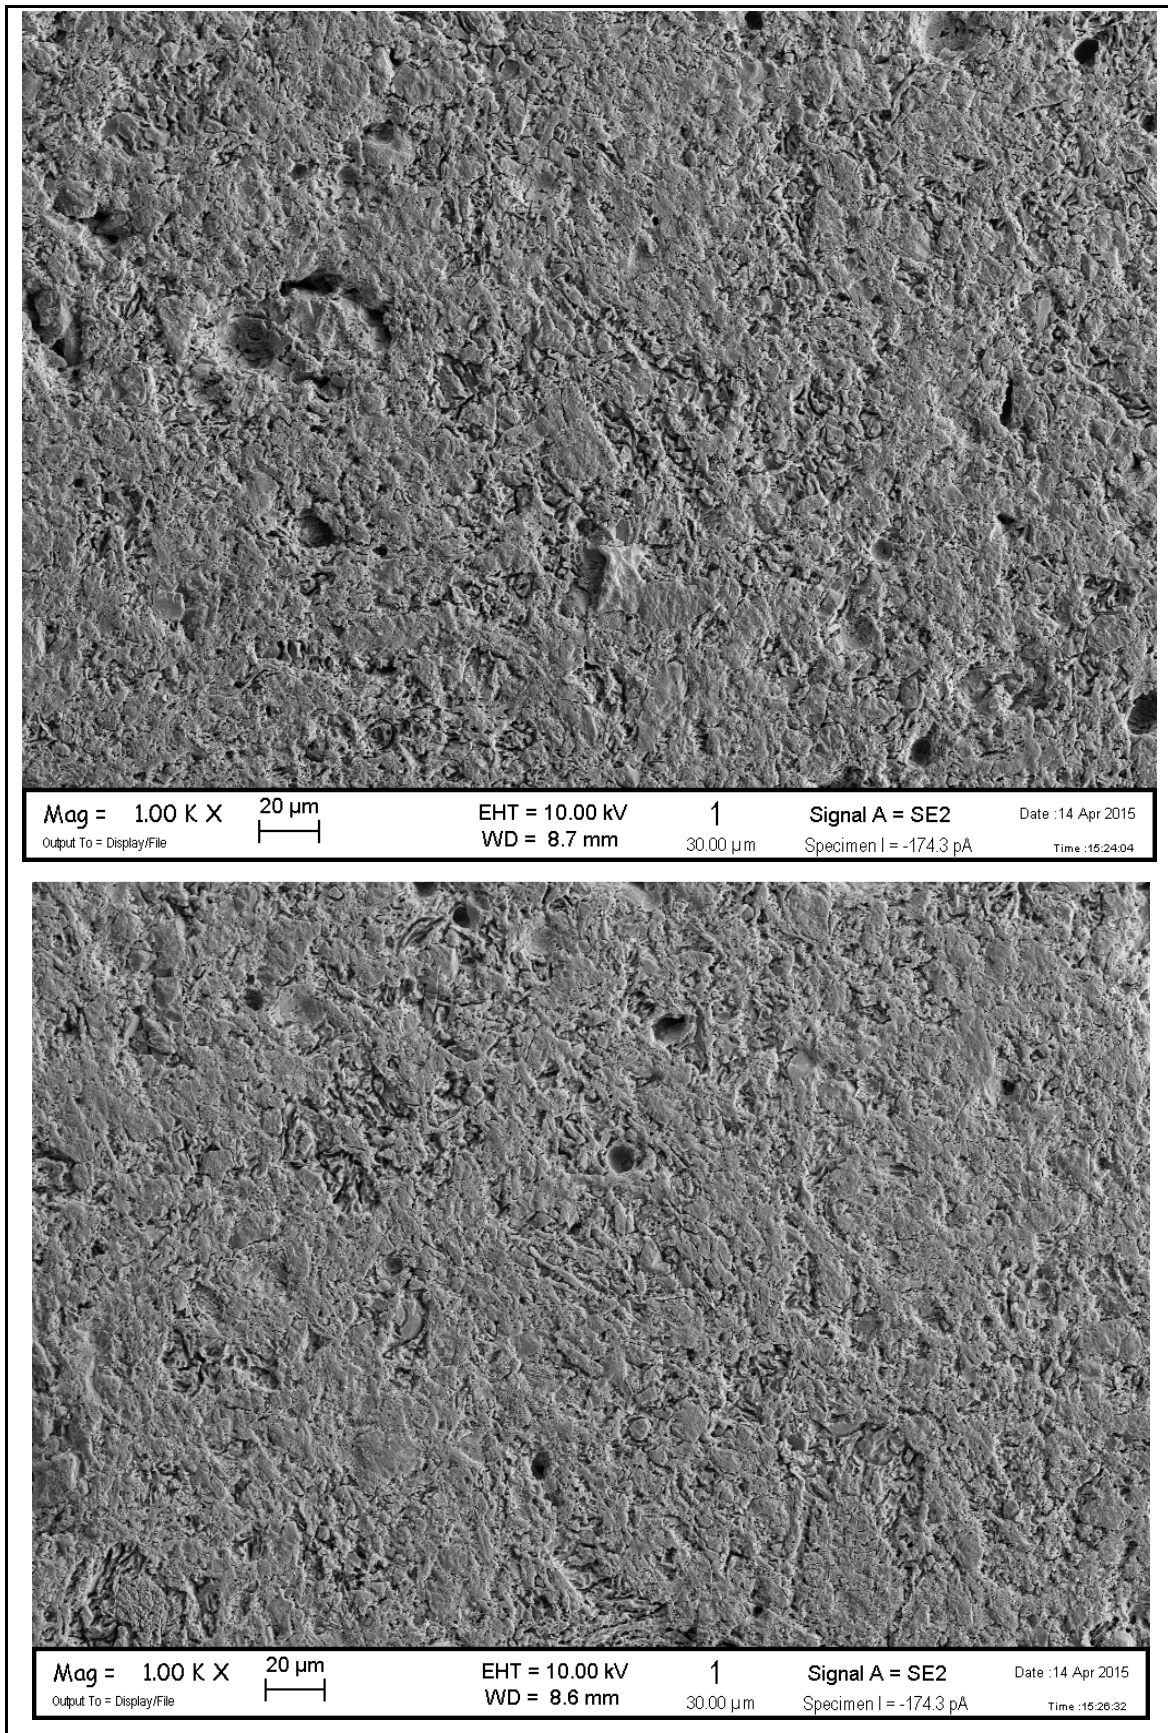 Mag = 1.00 K X 20 µm EHT = 10.00 kV 1 Signal A = SE2 Date :14 Apr 2015
Output To = Display/File WD = 8.7 mm 30.00 µm Specimen I = -174.3 pA Time :15:24:04
Mag = 1.00 K X 20 µm EHT = 10.00 kV 1 Signal A = SE2 Date :14 Apr 2015
Output To = Display/File WD = 8.6 mm 30.00 µm Specimen I = -174.3 pA Time :15:26:32